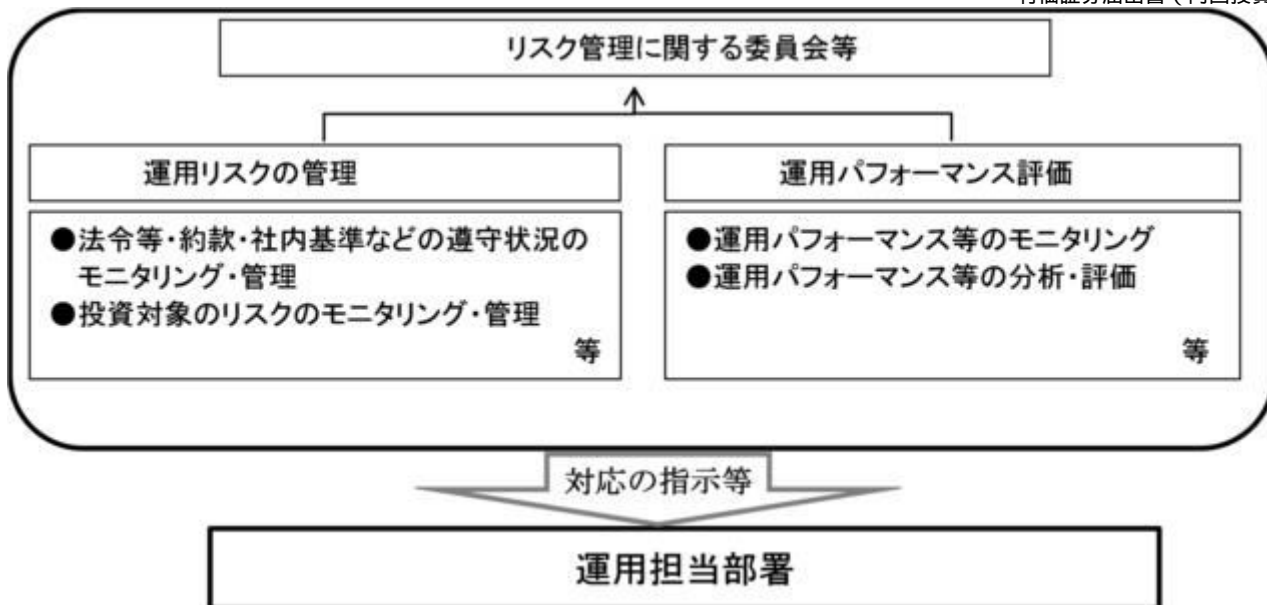 リスク管理に関する委員会等
運用リスクの管理
運用パフォーマンス評価
●法令等・約款・社内基準などの遵守状況の
モニタリング・管理
●投資対象のリスクのモニタリング・管理
等
●運用パフォーマンス等のモニタリング
●運用パフォーマンス等の分析・評価
等
対応の指示等
運用担当部署